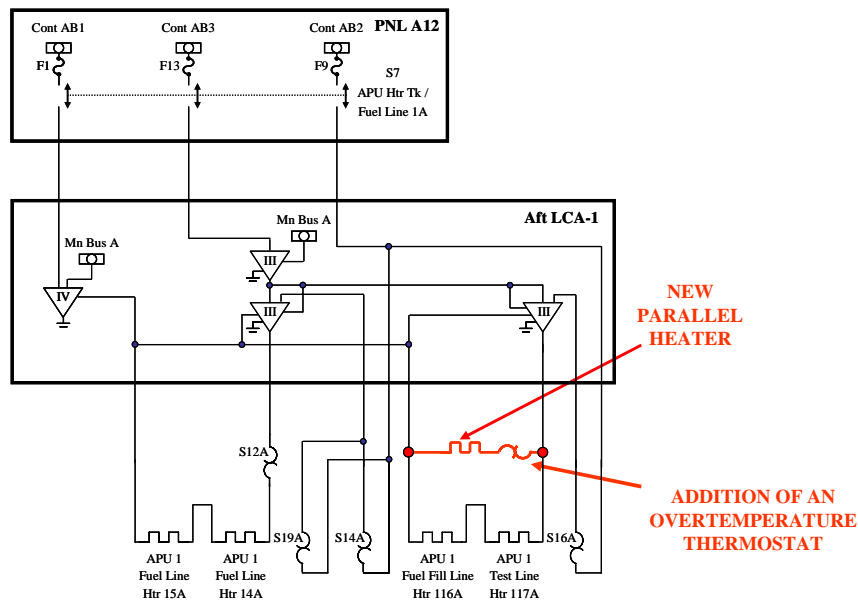 PNL A12
Cont AB1
Cont AB3
Cont AB2
F1
F13
F9
S7
APU Htr Tk /
Fuel Line 1A
Aft LCA-1
Mn Bus A
Mn Bus A
III
IV
III
III
NEW
PARALLEL
HEATER
S12A
S19A
S14A
S16A
ADDITION OF AN
OVERTEMPERATURE
THERMOSTAT
APU 1
Fuel Line
Htr 15A
APU 1
Fuel Line
Htr 14A
APU 1
Fuel Fill Line
Htr 116A
APU 1
Test Line
Htr 117A